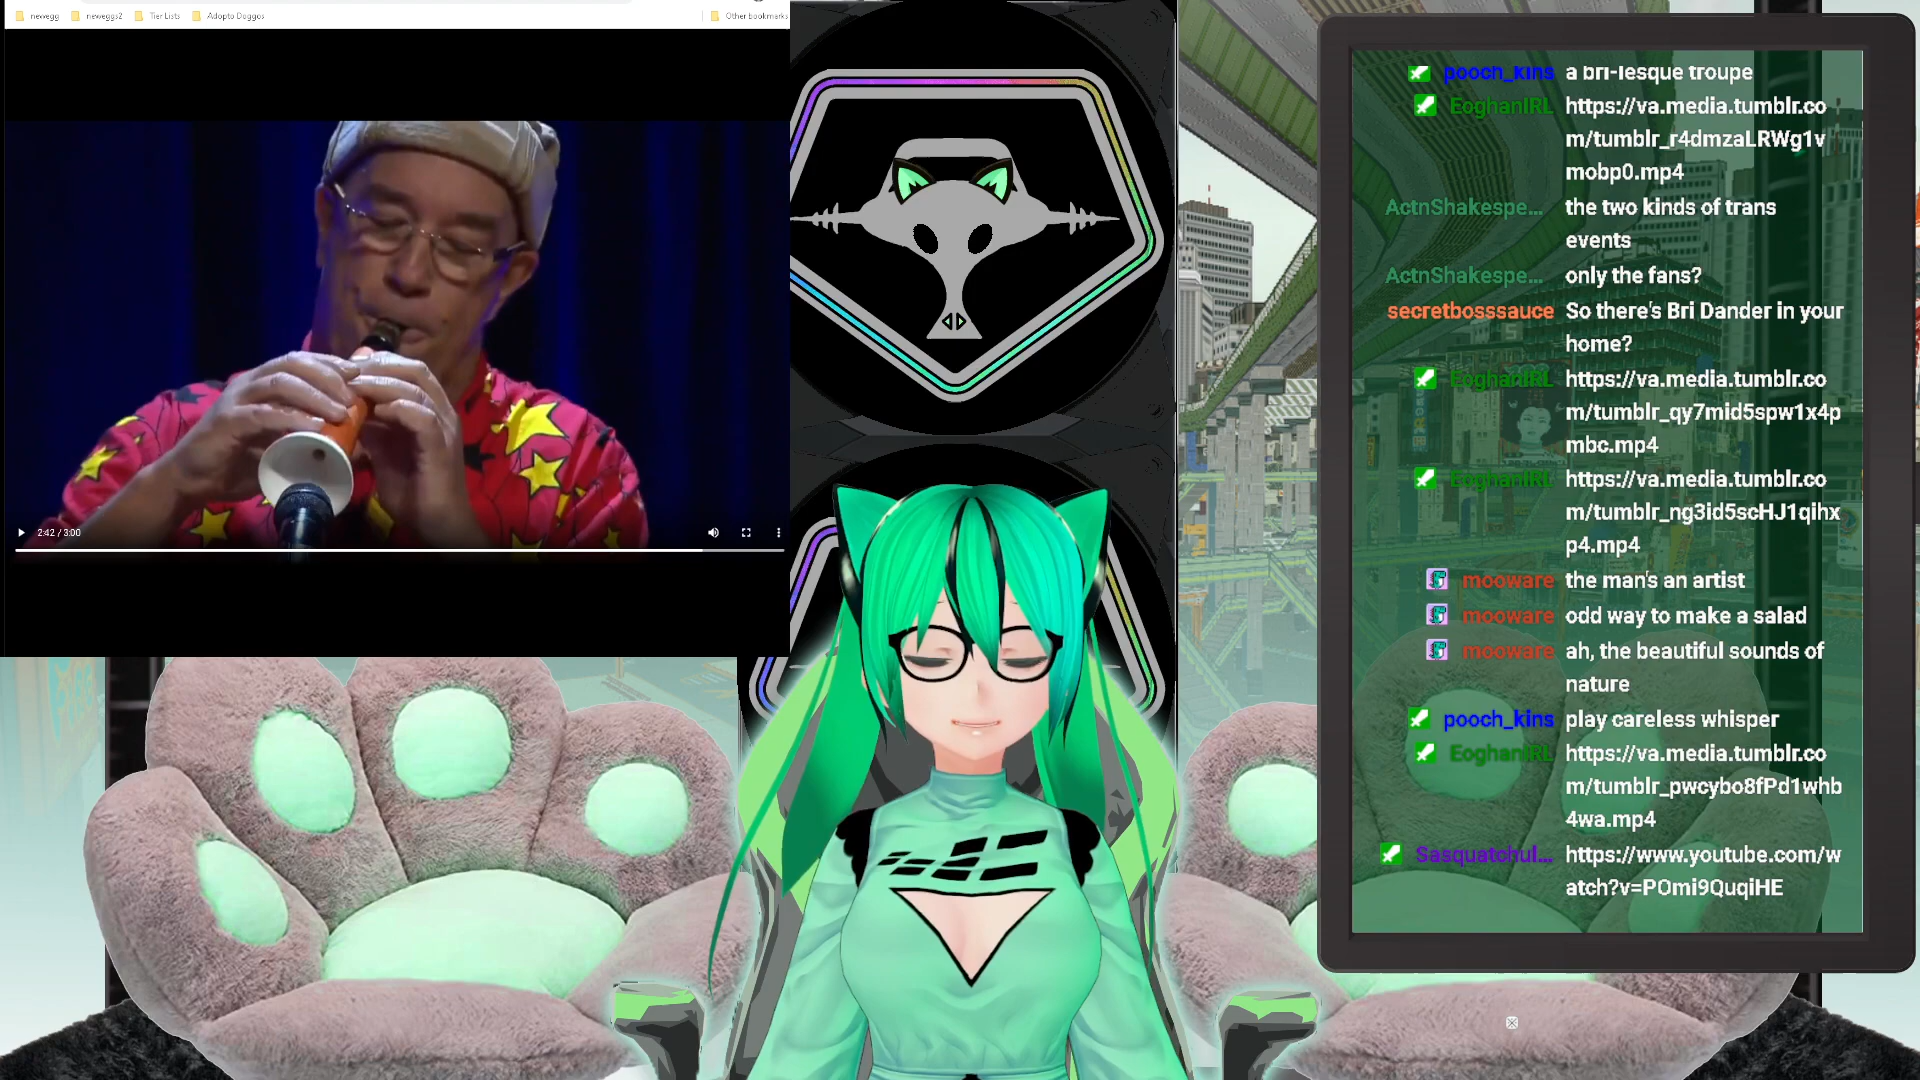 newegg
neweggs2
Tier Lists
Adopto Doggos
Other bookmarks
2:42 / 3:00
pooch_kins a bri-lesque troupe
EoghanIRL https://va.media.tumblr.co
m/tumblr_r4dmzaLRWg1v
mobp0.mp4
ActnShakespe... the two kinds of trans
events
ActnShakespe... only the fans?
secretbosssauce So there's Bri Dander in your
home?
EoghanIRL https://va.media.tumblr.co
m/tumblr_qy7mid5spw1x4p
mbc.mp4
EoghanIRL https://va.media.tumblr.co
m/tumblr_ng3id5scHJ1qihx
p4.mp4
mooware the man's an artist
mooware odd way to make a salad
mooware ah, the beautiful sounds of
nature
pooch_kins play careless whisper
EoghanIRL https://va.media.tumblr.co
m/tumblr_pwcybo8fPd1whb
4wa.mp4
Sasquatchul... https://www.youtube.com/w
atch?v=POmi9QuqiHE